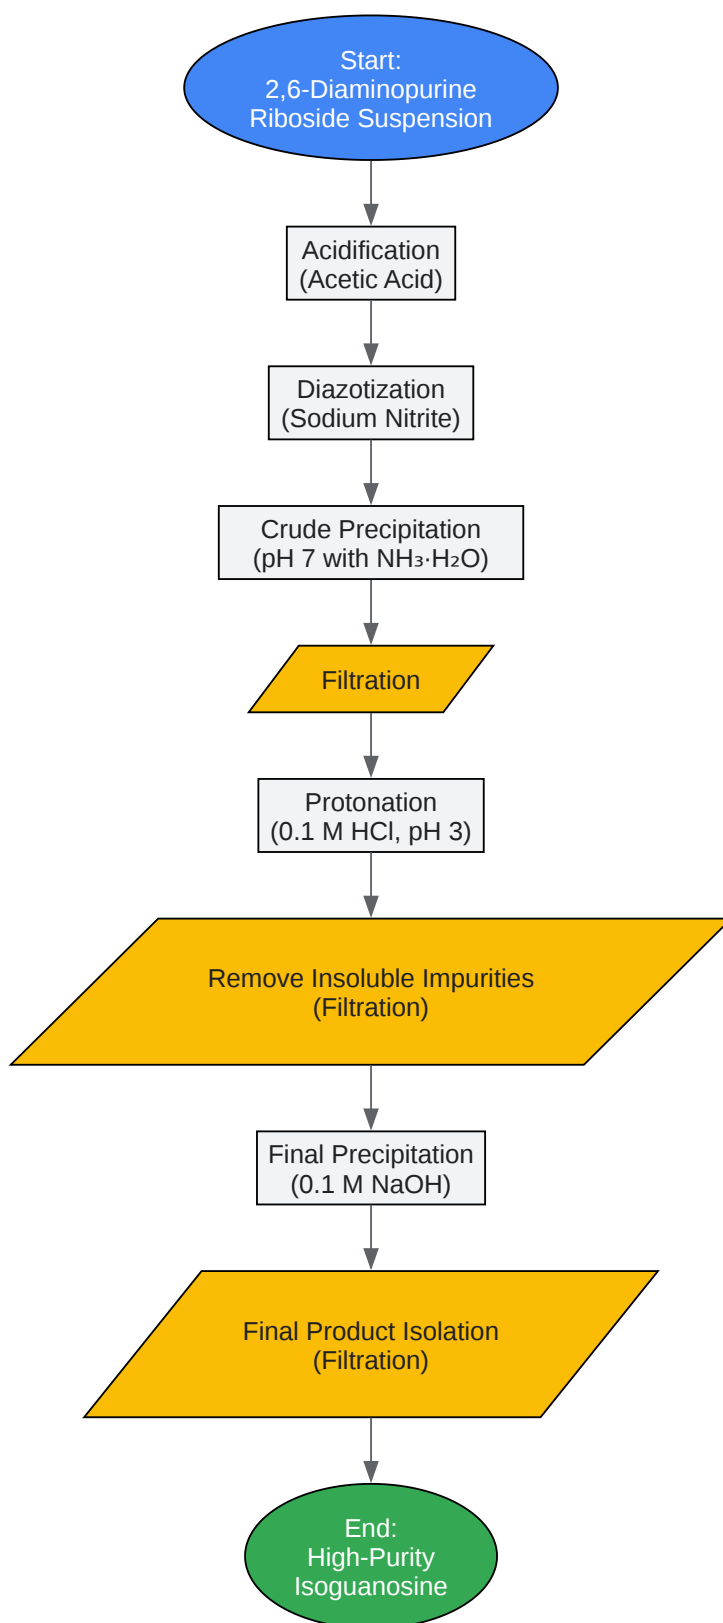 Start:
2,6-Diaminopurine
Riboside Suspension
Acidification
(Acetic Acid)
Diazotization
(Sodium Nitrite)
Crude Precipitation
(pH 7 with NH₃·H₂O)
Filtration
Protonation
(0.1 M HCl, pH 3)
Remove Insoluble Impurities
(Filtration)
Final Precipitation
(0.1 M NaOH)
Final Product Isolation
(Filtration)
End:
High-Purity
Isoguanosine